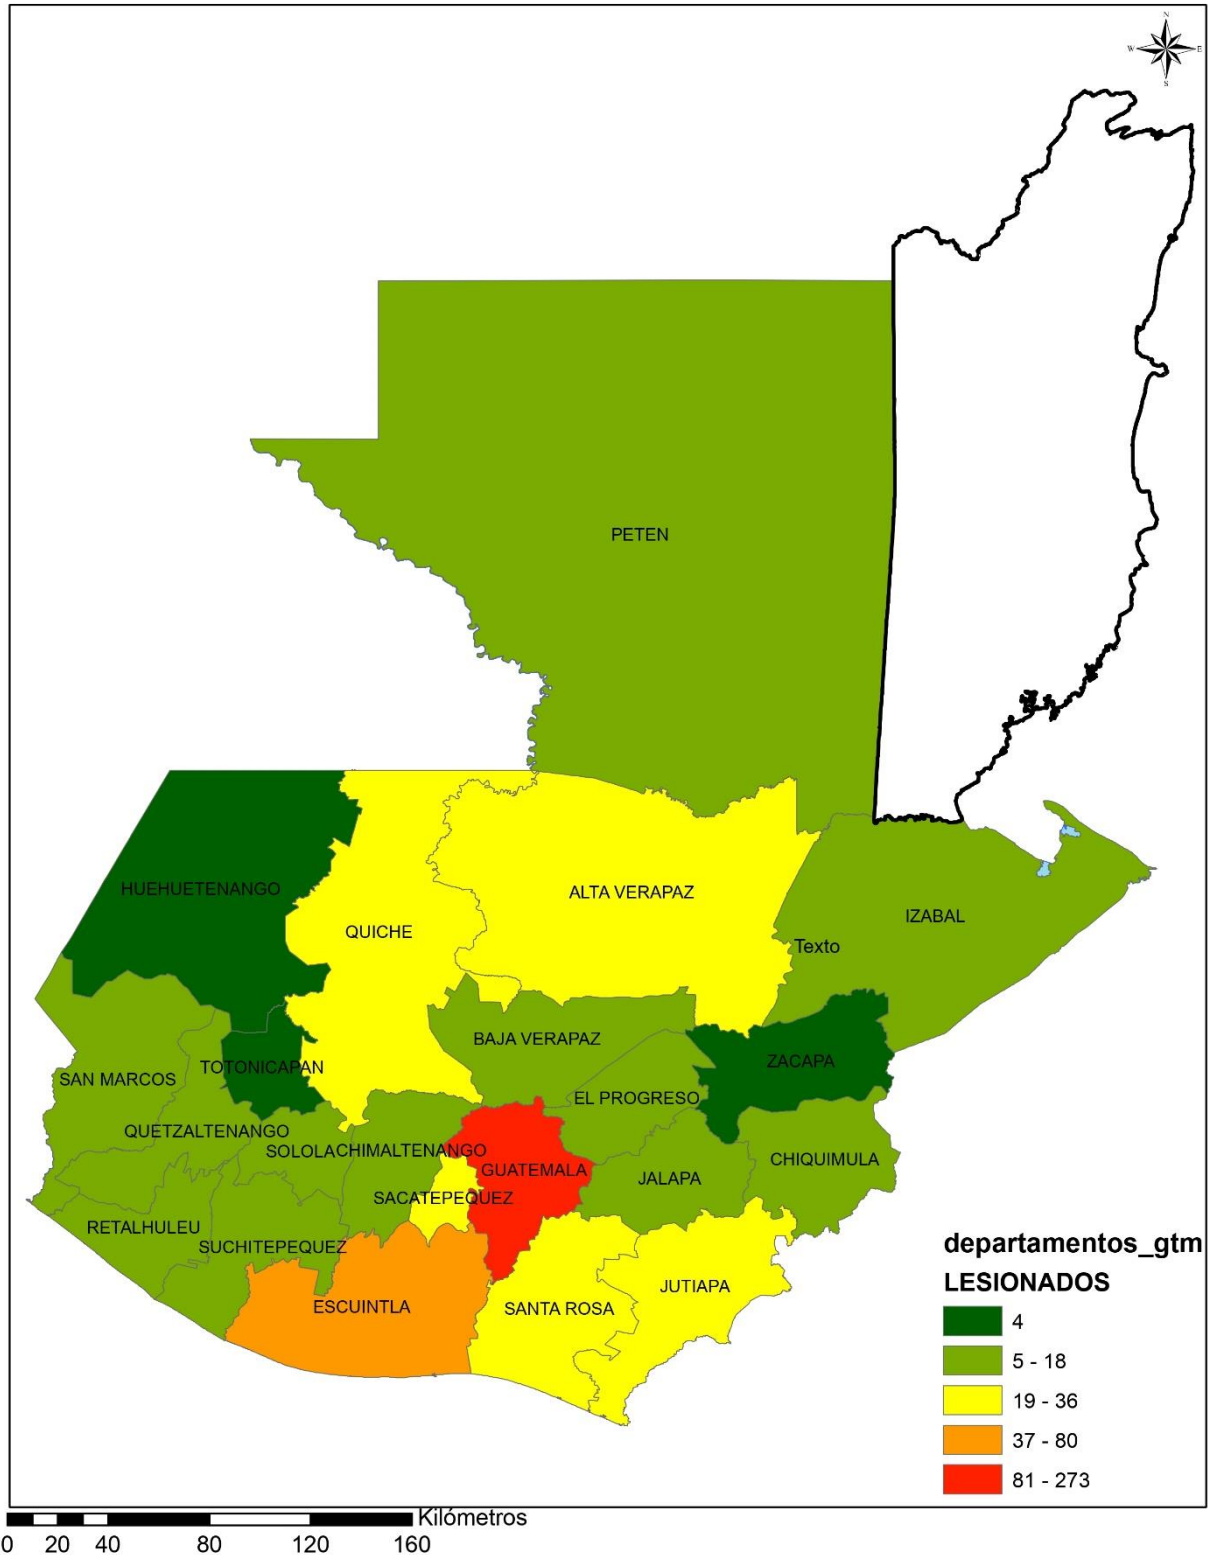 N
W E
S
PETEN
HUEHUETENANGO
ALTA VERAPAZ
QUICHE
IZABAL
Texto
BAJA VERAPAZ
ZACAPA
TOTONICAPAN
SAN MARCOS
EL PROGRESO
QUETZALTENANGO
SOLOLA
CHIMALTENANGO
GUATEMALA
CHIQUIMULA
JALAPA
SACATEPEQUEZ
RETALHULEU
SUCHITEPEQUEZ
ESCUINTLA
SANTA ROSA
JUTIAPA
departamentos_gtm
LESIONADOS
4
5 - 18
19 - 36
37 - 80
81 - 273
Kilómetros
0 20 40 80 120 160